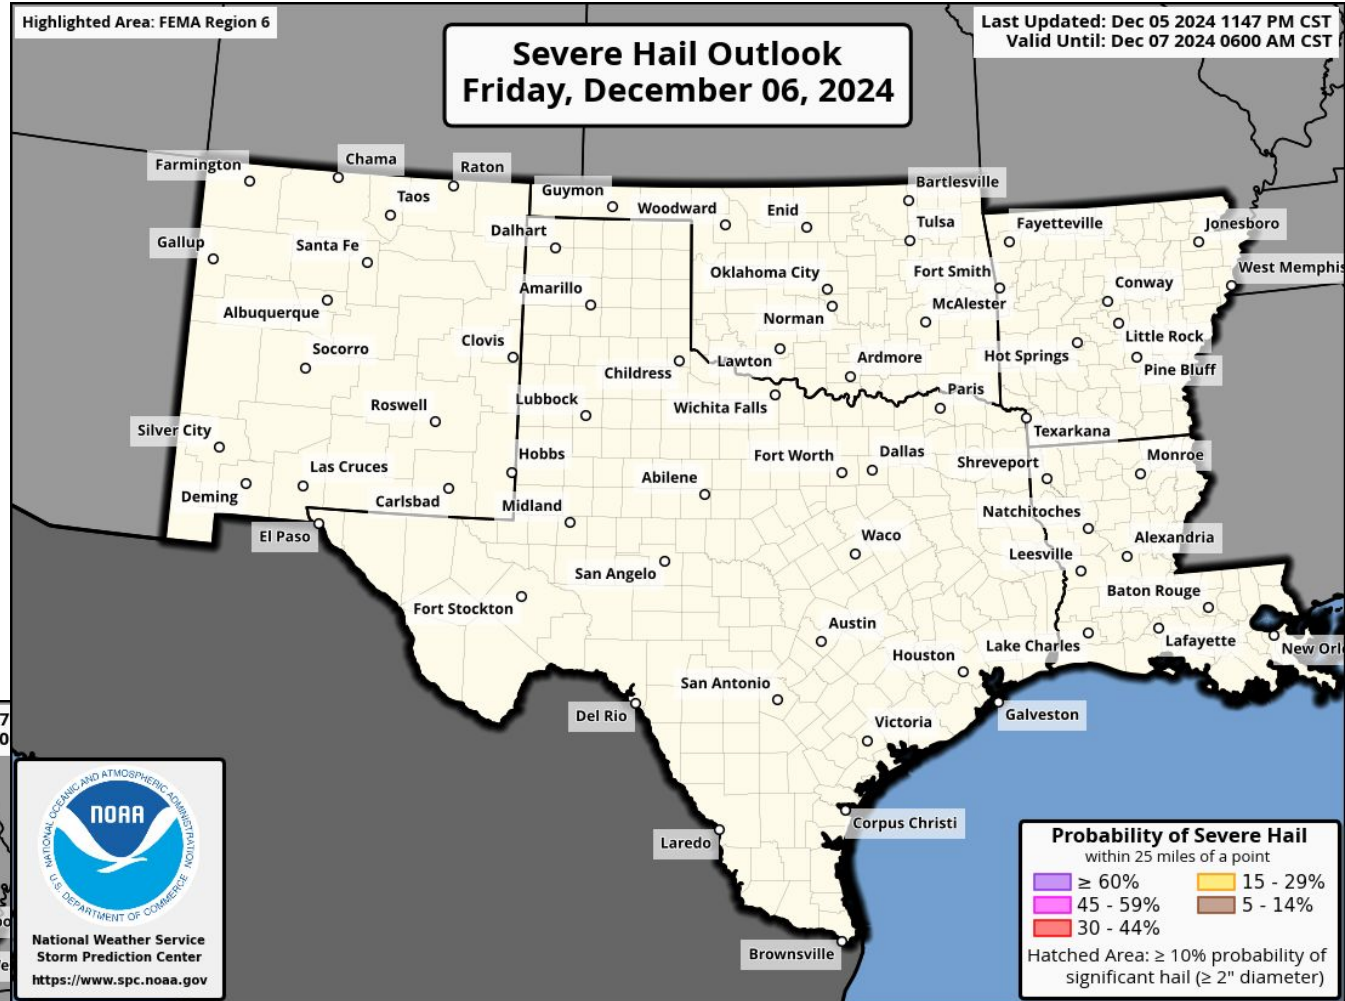 Highlighted Area: FEMA Region 6
Last Updated: Dec 05 2024 1147 PM CST
Valid Until: Dec 07 2024 0600 AM CST
Severe Hail Outlook
Friday, December 06, 2024
Farmington
Chama
Raton
Taos
Guymon
Woodward
Enid
Bartlesville
Tulsa
Fayetteville
Jonesboro
Gallup
Santa Fe
Dalhart
Oklahoma City
Fort Smith
West Memphis
Amarillo
Conway
Albuquerque
Norman
McAlester
Socorro
Clovis
Little Rock
Childress
Lawton
Ardmore
Hot Springs
Pine Bluff
Roswell
Lubbock
Wichita Falls
Paris
Silver City
Texarkana
Las Cruces
Hobbs
Abilene
Fort Worth
Dallas
Shreveport
Monroe
Deming
Carlsbad
Midland
Natchitoches
El Paso
Waco
Alexandria
San Angelo
Leesville
Fort Stockton
Baton Rouge
Austin
Lake Charles
Lafayette
New Orl
Houston
San Antonio
Del Rio
Victoria
Galveston
Corpus Christi
Laredo
Brownsville
7
0
NATIONAL OCEANIC AND ATMOSPHERIC ADMINISTRATION
NOAA
U.S. DEPARTMENT OF COMMERCE
National Weather Service
Storm Prediction Center
https://www.spc.noaa.gov
Probability of Severe Hail
within 25 miles of a point
≥ 60%
15 - 29%
45 - 59%
5 - 14%
30 - 44%
Hatched Area: ≥ 10% probability of
significant hail (≥ 2" diameter)